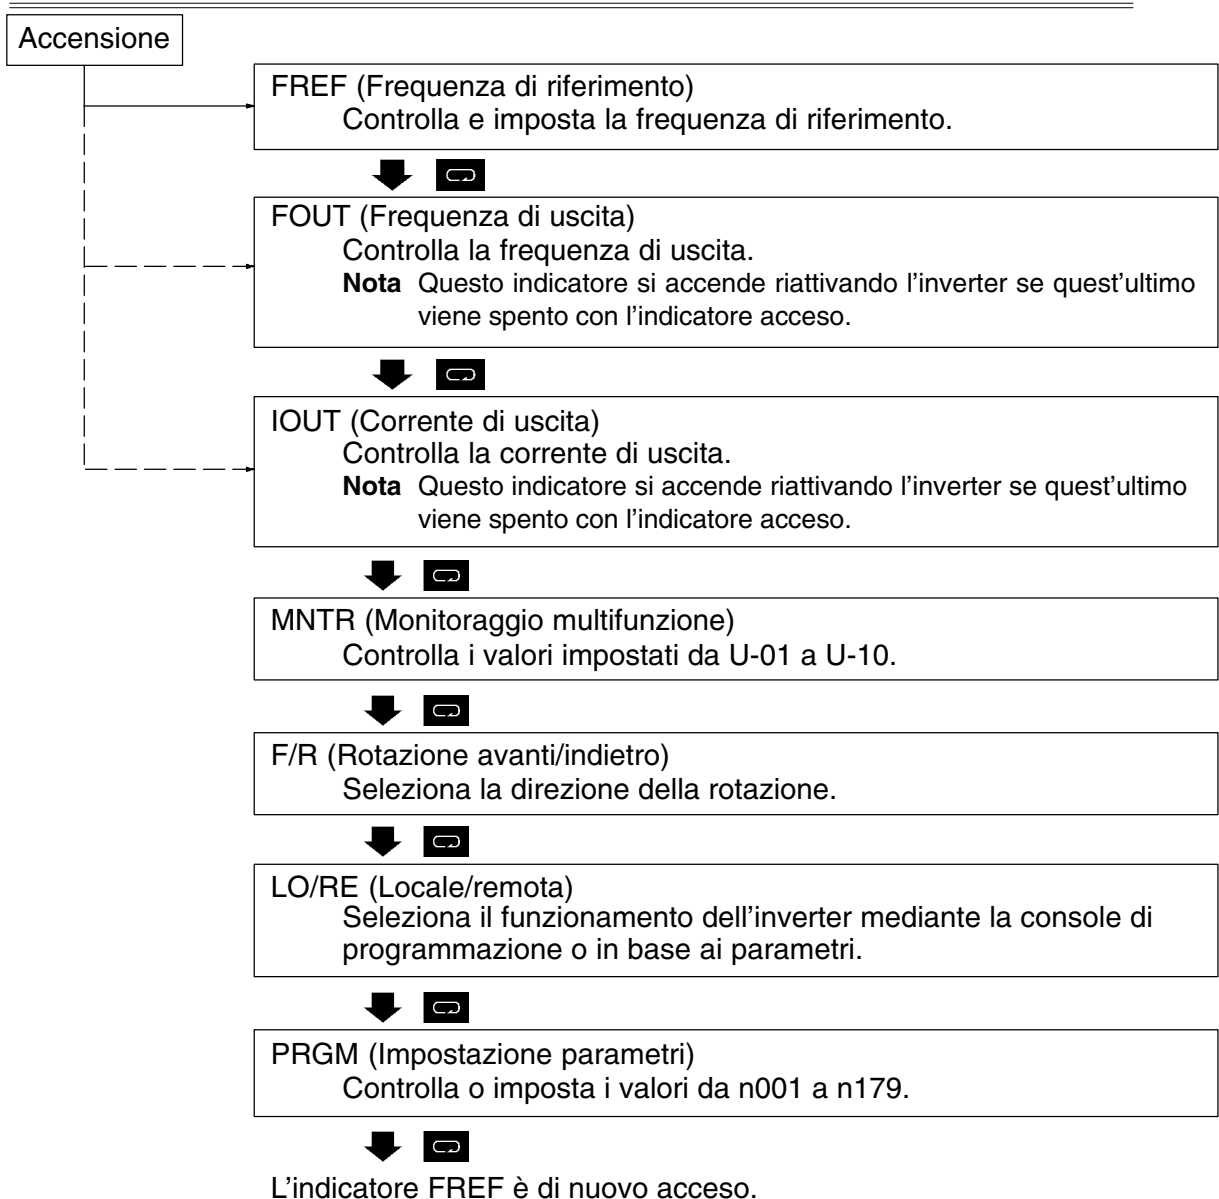 Accensione
FREF (Frequenza di riferimento)
Controlla e imposta la frequenza di riferimento.
FOUT (Frequenza di uscita)
Controlla la frequenza di uscita.
Nota Questo indicatore si accende riattivando l’inverter se quest’ultimo
viene spento con l’indicatore acceso.
IOUT (Corrente di uscita)
Controlla la corrente di uscita.
Nota Questo indicatore si accende riattivando l’inverter se quest’ultimo
viene spento con l’indicatore acceso.
MNTR (Monitoraggio multifunzione)
Controlla i valori impostati da U-01 a U-10.
F/R (Rotazione avanti/indietro)
Seleziona la direzione della rotazione.
LO/RE (Locale/remota)
Seleziona il funzionamento dell’inverter mediante la console di
programmazione o in base ai parametri.
PRGM (Impostazione parametri)
Controlla o imposta i valori da n001 a n179.
L’indicatore FREF è di nuovo acceso.